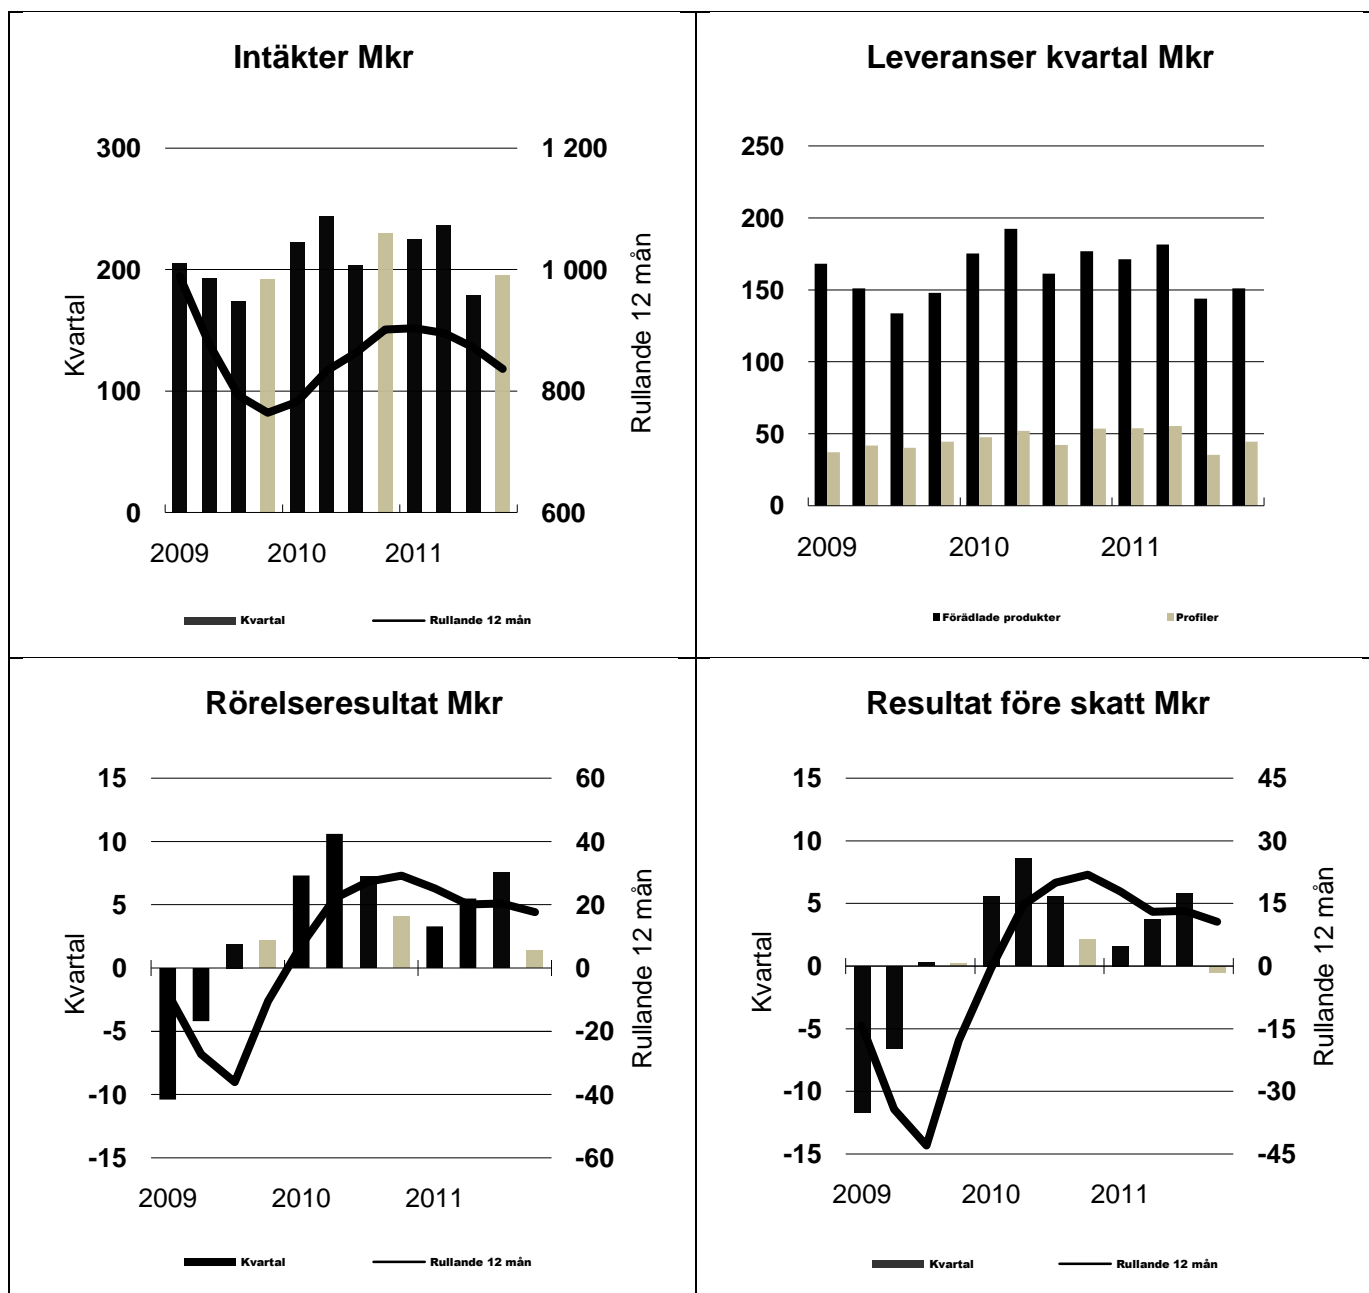 Intäkter Mkr
300
200
100
0
Kvartal
1 200
1 000
800
600
Rullande 12 mån
2009 2010 2011
Kvartal Rullande 12 mån
Leveranser kvartal Mkr
250
200
150
100
50
0
2009 2010 2011
Förädlade produkter Profiler
Rörelseresultat Mkr
15
10
5
0
-5
-10
-15
Kvartal
60
40
20
0
-20
-40
-60
Rullande 12 mån
2009 2010 2011
Kvartal Rullande 12 mån
Resultat före skatt Mkr
15
10
5
0
-5
-10
-15
Kvartal
45
30
15
0
-15
-30
-45
Rullande 12 mån
2009 2010 2011
Kvartal Rullande 12 mån